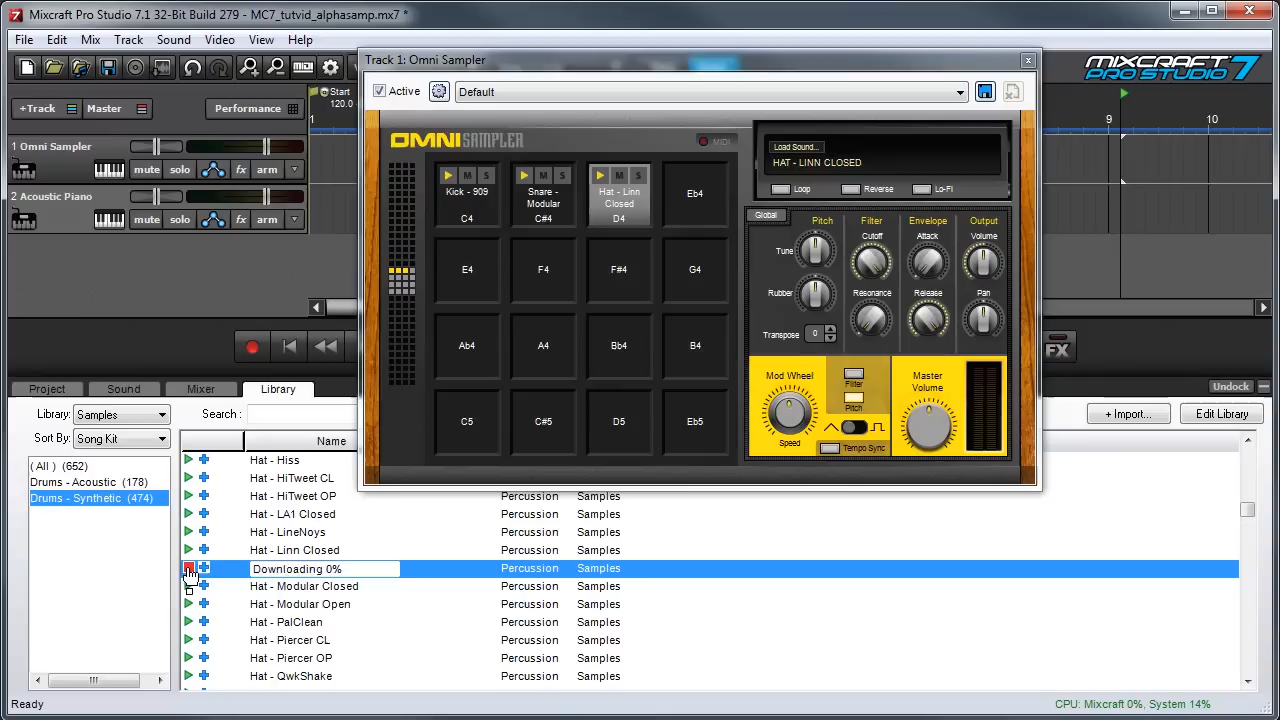 Mixcraft Pro Studio 7.1 32-Bit Build 279 - MC7_tutvid_alphasamp.mx7 *
File Edit Mix Track Sound Video View Help
MIXCRAFT PRO STUDIO 7
Track 1: Omni Sampler
Active
Default
+Track
Master
Performance
Start
120.0
1
9
10
1 Omni Sampler
mute solo fx arm
2 Acoustic Piano
mute solo fx arm
OMNISAMPLER
MIDI
Load Sound...
HAT - LINN CLOSED
Loop Reverse Lo-Fi
M S
Kick - 909
C4
M S
Snare - Modular
C#4
M S
Hat - Linn Closed
D4
Eb4
E4 F4 F#4 G4
Ab4 A4 Bb4 B4
C5 C#5 D5 Eb5
Global
Pitch Filter Envelope Output
Tune Cutoff Attack Volume
Rubber Resonance Release Pan
Transpose 0
Mod Wheel
Speed
Filter
Pitch
Tempo Sync
Master Volume
FX
Project Sound Mixer Library
Undock
Library: Samples
Search :
+ Import...
Edit Library
Sort By: Song Kit
Name
( All ) (652)
Drums - Acoustic (178)
Drums - Synthetic (474)
Hat - Hiss
Hat - HiTweet CL
Hat - HiTweet OP Percussion Samples
Hat - LA1 Closed Percussion Samples
Hat - LineNoys Percussion Samples
Hat - Linn Closed Percussion Samples
Downloading 0% Percussion Samples
Hat - Modular Closed Percussion Samples
Hat - Modular Open Percussion Samples
Hat - PalClean Percussion Samples
Hat - Piercer CL Percussion Samples
Hat - Piercer OP Percussion Samples
Hat - QwkShake Percussion Samples
Ready
CPU: Mixcraft 0%, System 14%